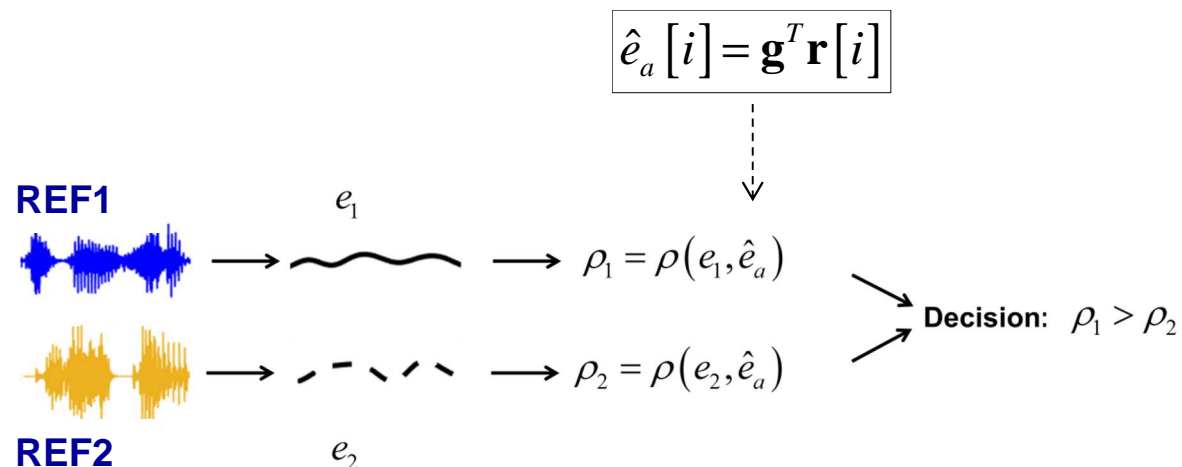 ê_a[i] = g^T r[i]
REF1
e_1
ρ_1 = ρ(e_1, ê_a)
Decision: ρ_1 > ρ_2
ρ_2 = ρ(e_2, ê_a)
REF2
e_2